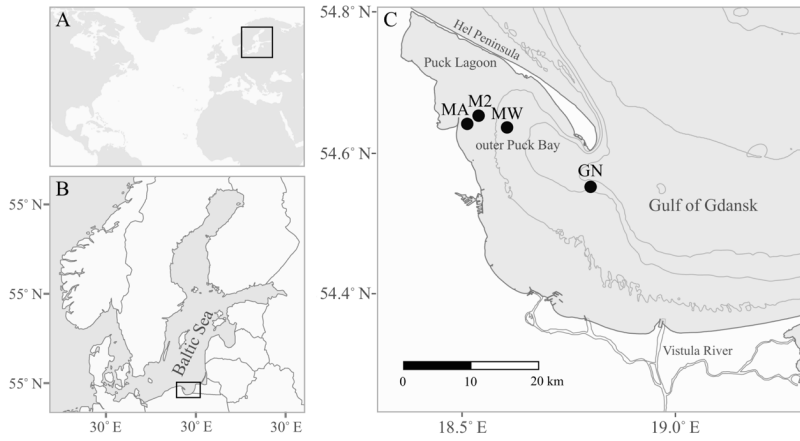 A
B
55° N
55° N
55° N
Baltic Sea
30° E
30° E
30° E
C
54.8°
54.6°
54.4°
Hel Peninsula
Puck Lagoon
M2
MA
MW
outer Puck Bay
GN
Gulf of Gdansk
Vistula River
0
10
20 km
18.5° E
19.0° E